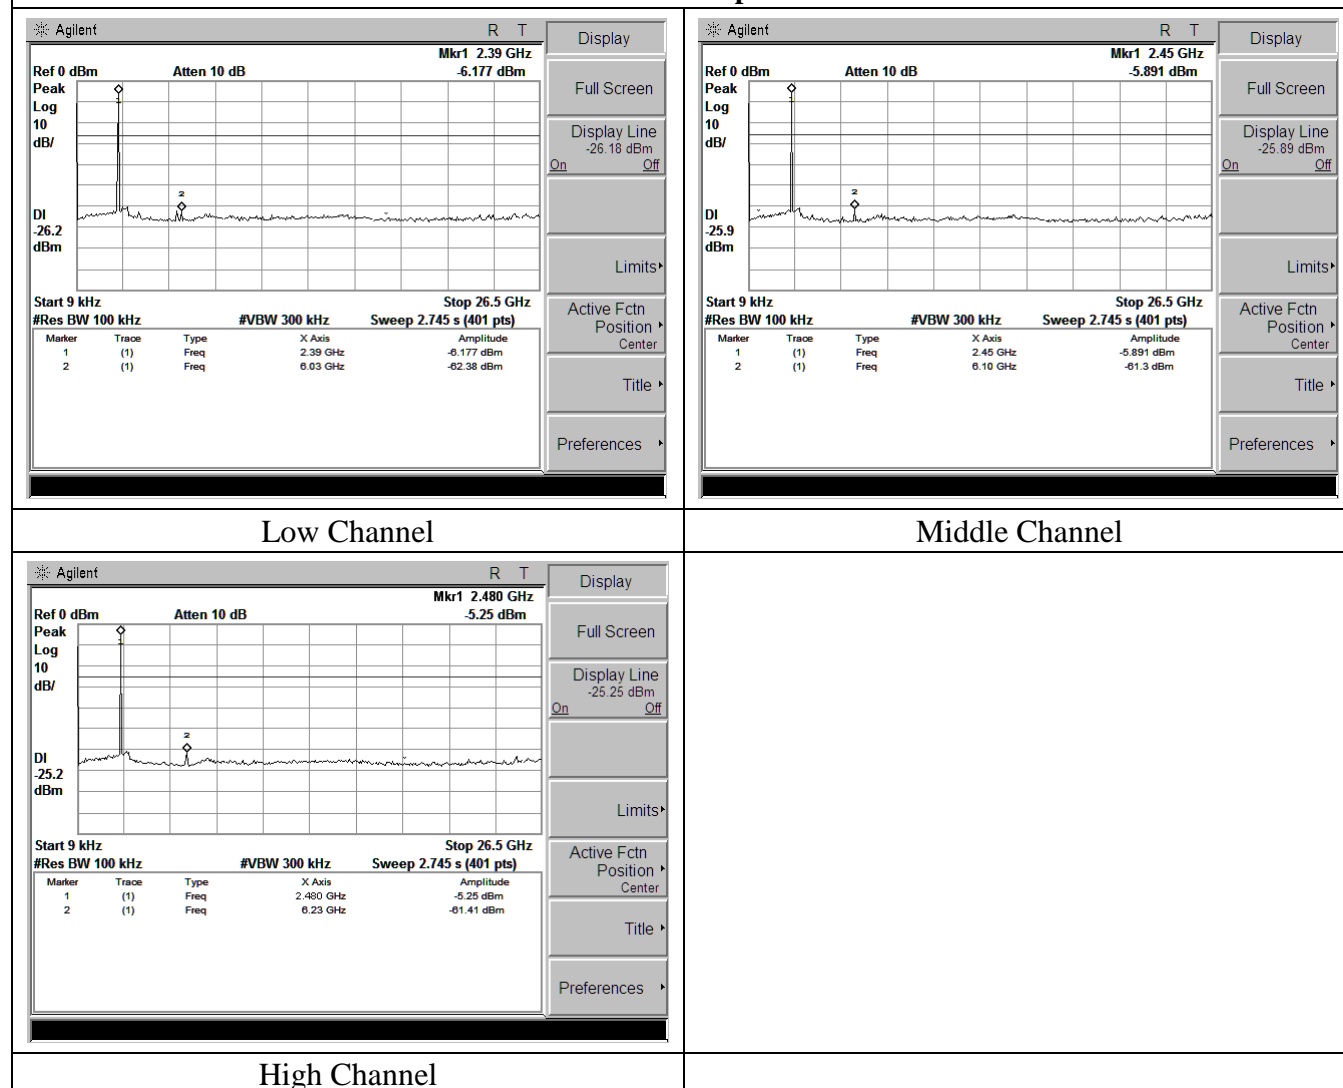 Agilent R T
Mkr1 2.39 GHz
Ref 0 dBm Atten 10 dB -6.177 dBm
Peak
Log
10
dB/
1
2
DI
-26.2
dBm
Start 9 kHz Stop 26.5 GHz
#Res BW 100 kHz #VBW 300 kHz Sweep 2.745 s (401 pts)
Marker Trace Type X Axis Amplitude
1 (1) Freq 2.39 GHz -6.177 dBm
2 (1) Freq 6.03 GHz -62.38 dBm
Display
Full Screen
Display Line
-26.18 dBm
On Off
Limits
Active Fctn
Position
Center
Title
Preferences
Agilent R T
Mkr1 2.45 GHz
Ref 0 dBm Atten 10 dB -5.891 dBm
Peak
Log
10
dB/
1
2
DI
-25.9
dBm
Start 9 kHz Stop 26.5 GHz
#Res BW 100 kHz #VBW 300 kHz Sweep 2.745 s (401 pts)
Marker Trace Type X Axis Amplitude
1 (1) Freq 2.45 GHz -5.891 dBm
2 (1) Freq 6.10 GHz -61.3 dBm
Display
Full Screen
Display Line
-25.89 dBm
On Off
Limits
Active Fctn
Position
Center
Title
Preferences
Low Channel
Middle Channel
Agilent R T
Mkr1 2.480 GHz
Ref 0 dBm Atten 10 dB -5.25 dBm
Peak
Log
10
dB/
1
2
DI
-25.2
dBm
Start 9 kHz Stop 26.5 GHz
#Res BW 100 kHz #VBW 300 kHz Sweep 2.745 s (401 pts)
Marker Trace Type X Axis Amplitude
1 (1) Freq 2.480 GHz -5.25 dBm
2 (1) Freq 6.23 GHz -61.41 dBm
Display
Full Screen
Display Line
-25.25 dBm
On Off
Limits
Active Fctn
Position
Center
Title
Preferences
High Channel